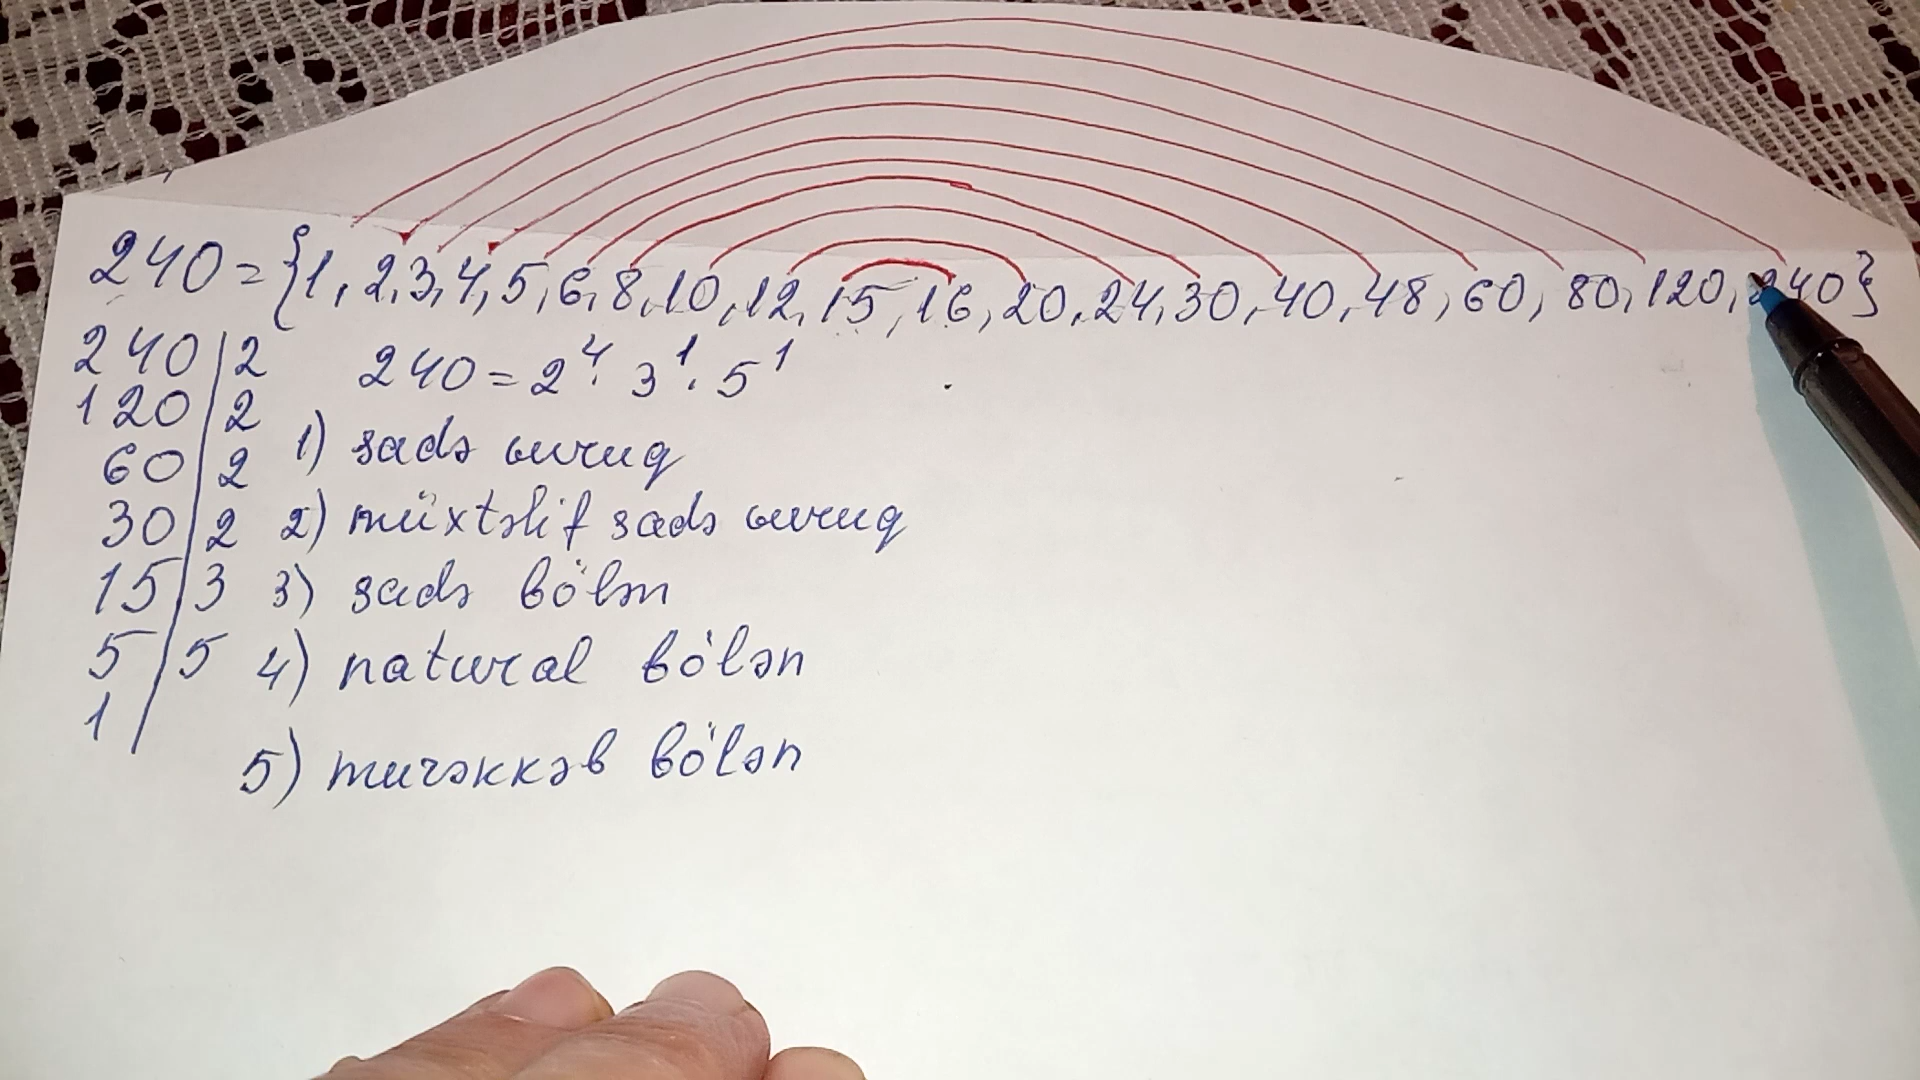 240={1,2,3,4,5,6,8,10,12,15,16,20,24,30,40,48,60,80,120,240}
240|2
120|2
60|2
30|2
15|3
5|5
1|
240=2⁴·3¹·5¹
1) sadə vuruq
2) müxtəlif sadə vuruq
3) sadə bölən
4) natural bölən
5) mürəkkəb bölən